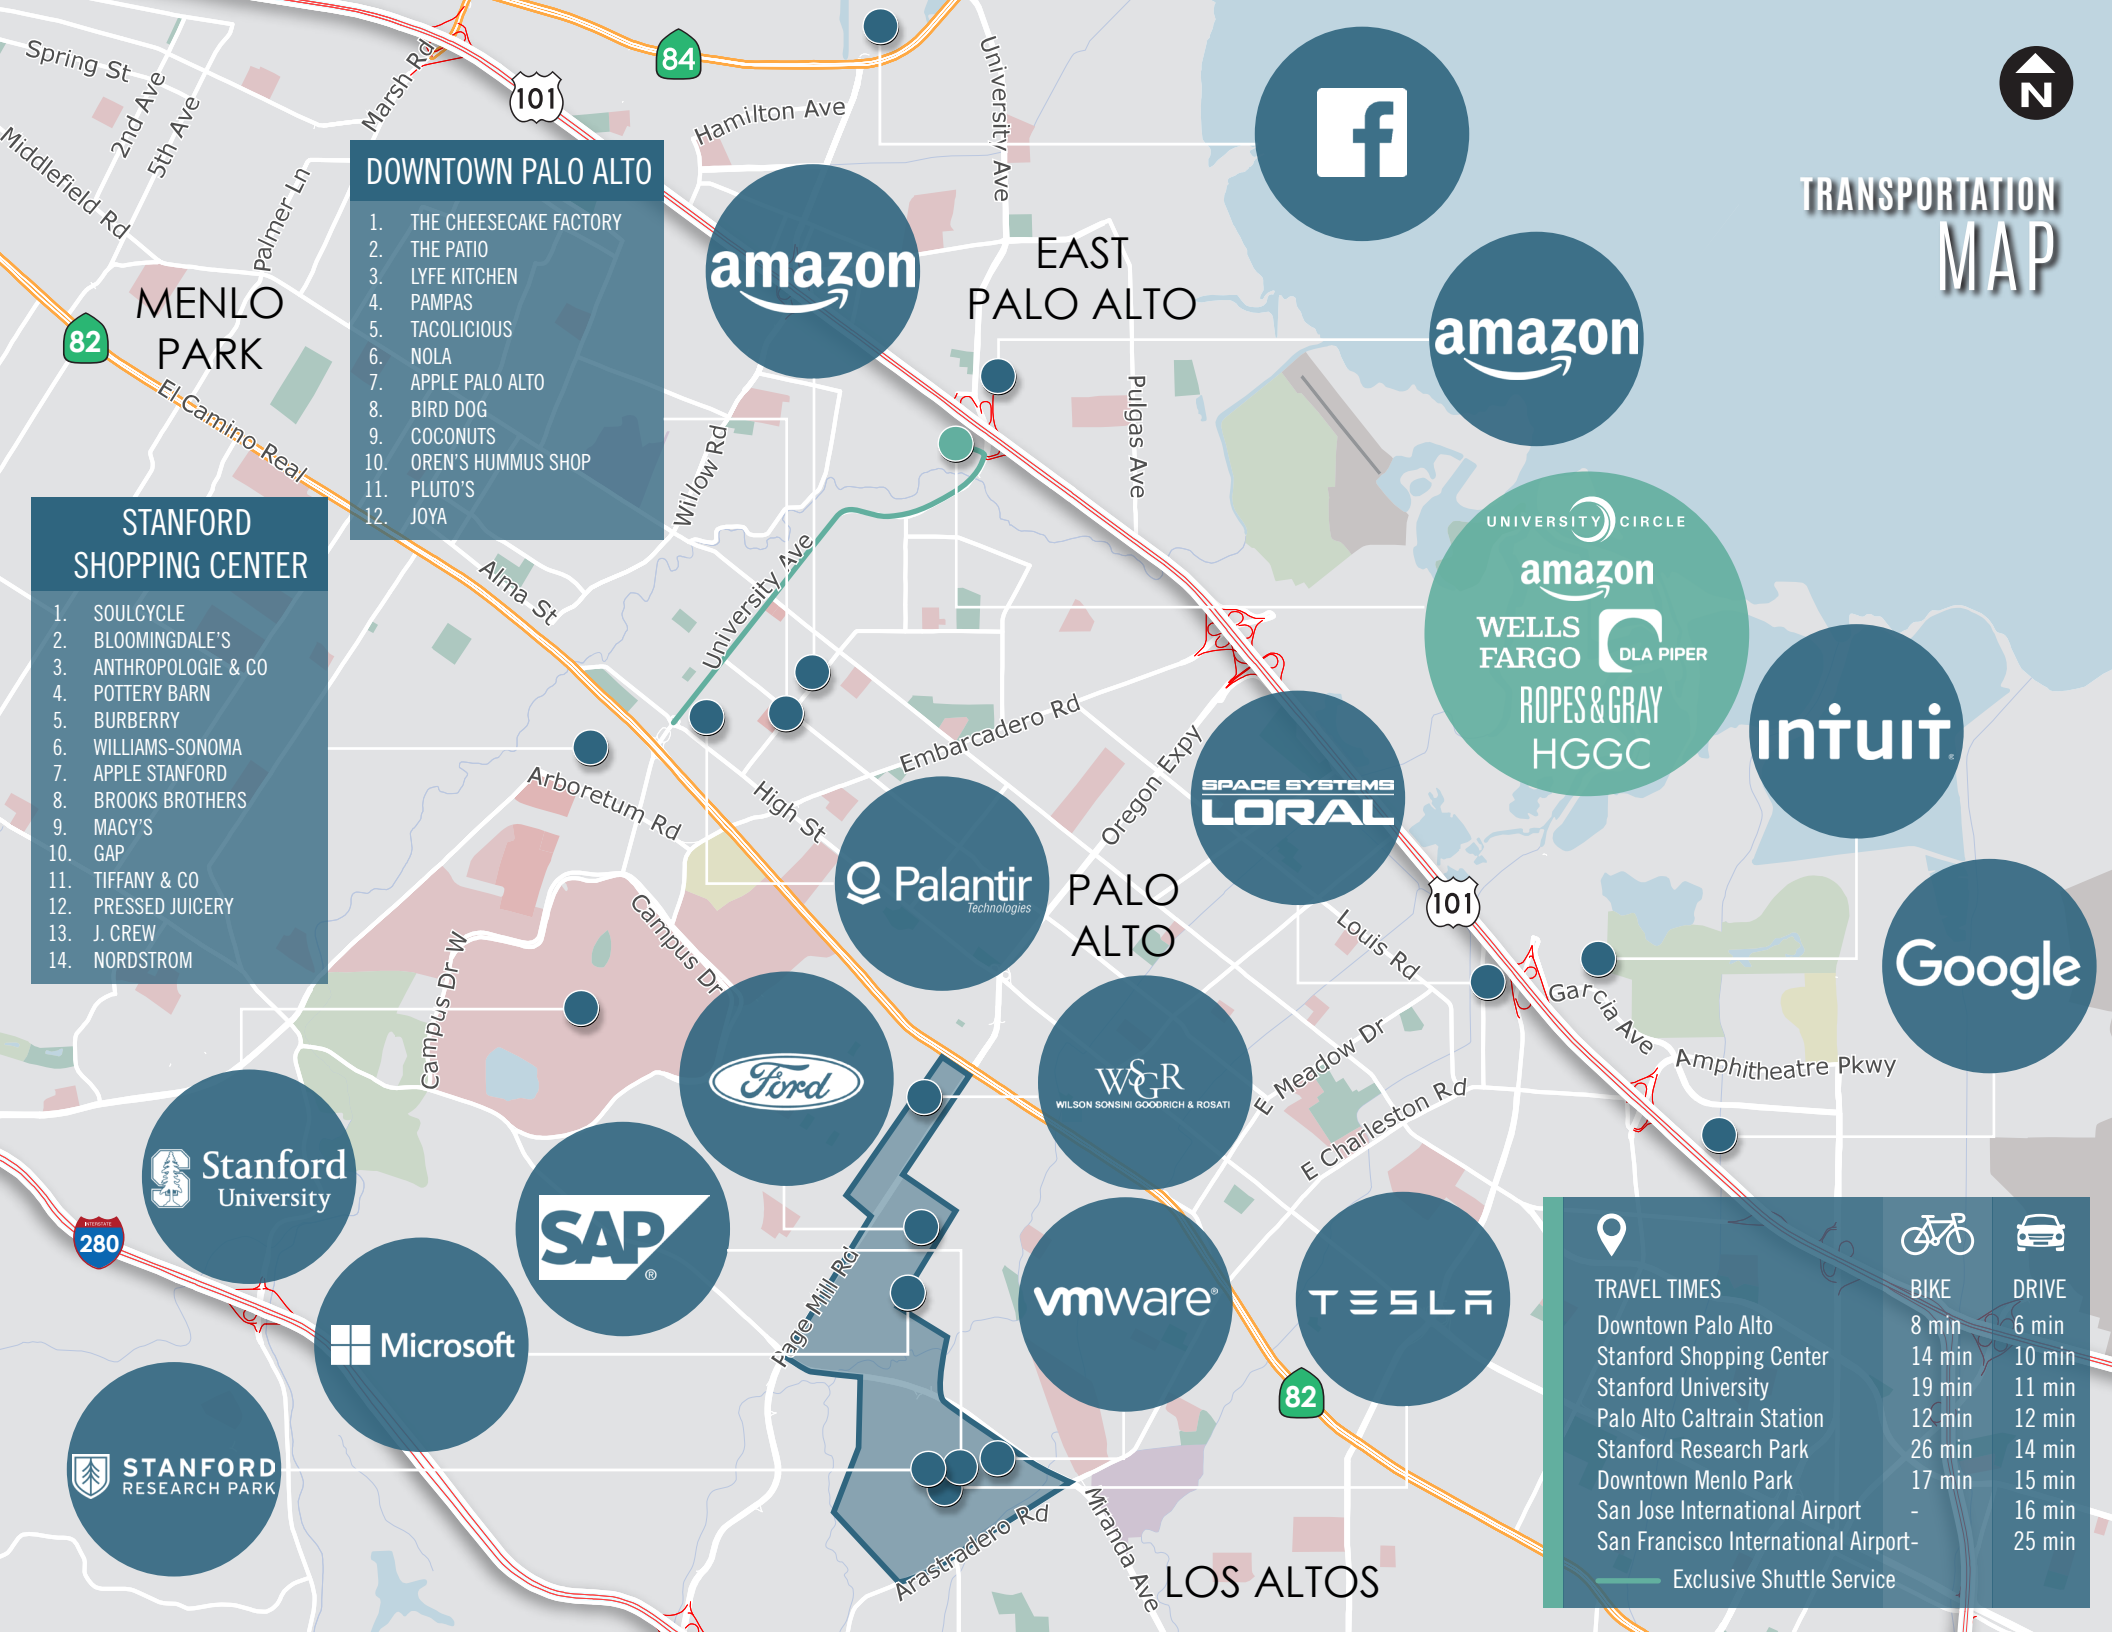 Spring St
2nd Ave
5th Ave
Middlefield Rd
Marsh Rd
Palmer Ln
101
84
Hamilton Ave
University Ave
N
TRANSPORTATION
MAP
DOWNTOWN PALO ALTO
1. THE CHEESECAKE FACTORY
2. THE PATIO
3. LYFE KITCHEN
4. PAMPAS
5. TACOLICIOUS
6. NOLA
7. APPLE PALO ALTO
8. BIRD DOG
9. COCONUTS
10. OREN'S HUMMUS SHOP
11. PLUTO'S
12. JOYA
amazon
EAST
PALO ALTO
amazon
MENLO
PARK
82
El Camino Real
Willow Rd
Pulgas Ave
STANFORD
SHOPPING CENTER
1. SOULCYCLE
2. BLOOMINGDALE'S
3. ANTHROPOLOGIE & CO
4. POTTERY BARN
5. BURBERRY
6. WILLIAMS-SONOMA
7. APPLE STANFORD
8. BROOKS BROTHERS
9. MACY'S
10. GAP
11. TIFFANY & CO
12. PRESSED JUICERY
13. J. CREW
14. NORDSTROM
Alma St
University Ave
UNIVERSITY CIRCLE
amazon
WELLS
FARGO
DLA PIPER
ROPES & GRAY
HGGC
intuit
Embarcadero Rd
Oregon Expy
SPACE SYSTEMS
LORAL
Arboretum Rd
High St
Palantir
Technologies
PALO
ALTO
101
Louis Rd
Google
Campus Dr W
Campus Dr
Garcia Ave
Amphitheatre Pkwy
E Meadow Dr
E Charleston Rd
Ford
WSGR
WILSON SONSINI GOODRICH & ROSATI
Stanford
University
SAP®
INTERSTATE
280
Microsoft
Page Mill Rd
vmware®
TESLA
82
STANFORD
RESEARCH PARK
Arastradero Rd
Miranda Ave
LOS ALTOS
TRAVEL TIMES BIKE DRIVE
Downtown Palo Alto 8 min 6 min
Stanford Shopping Center 14 min 10 min
Stanford University 19 min 11 min
Palo Alto Caltrain Station 12 min 12 min
Stanford Research Park 26 min 14 min
Downtown Menlo Park 17 min 15 min
San Jose International Airport - 16 min
San Francisco International Airport- 25 min
Exclusive Shuttle Service